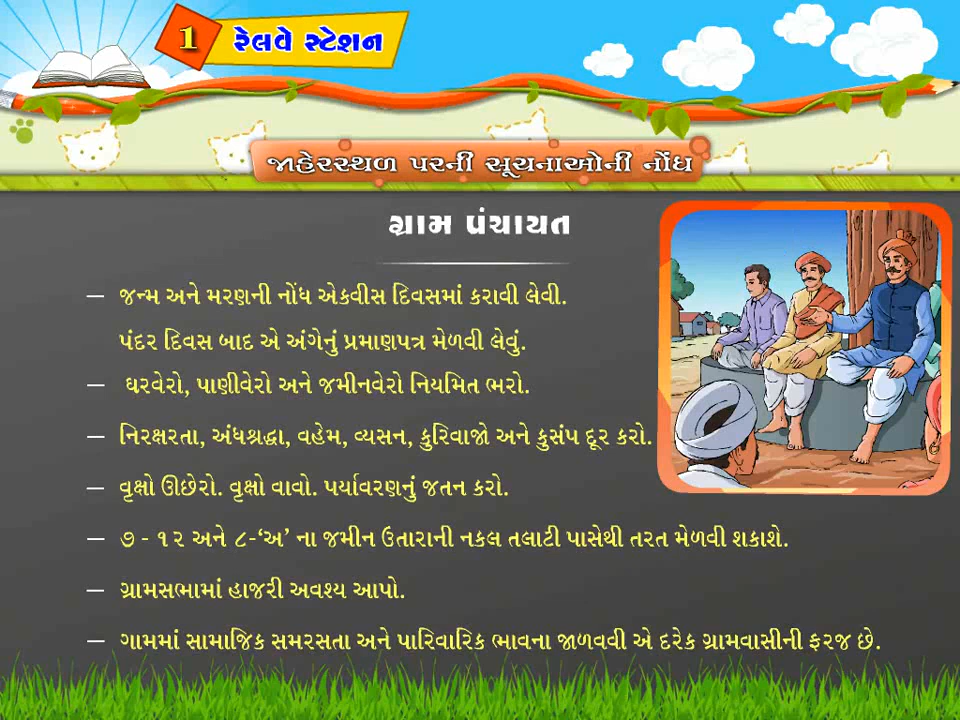 1 રેલવે સ્ટેશન
જાહેરસ્થળ પરની સૂચનાઓની નોંધ
ગ્રામ પંચાયત
– જન્મ અને મરણની નોંધ એકવીસ દિવસમાં કરાવી લેવી.
પંદર દિવસ બાદ એ અંગેનું પ્રમાણપત્ર મેળવી લેવું.
– ઘરવેરો, પાણીવેરો અને જમીનવેરો નિયમિત ભરો.
– નિરક્ષરતા, અંધશ્રદ્ધા, વહેમ, વ્યસન, કુરિવાજો અને કુસંપ દૂર કરો.
– વૃક્ષો ઊછેરો. વૃક્ષો વાવો. પર્યાવરણનું જતન કરો.
– ૭ - ૧૨ અને ૮-‘અ’ ના જમીન ઉતારાની નકલ તલાટી પાસેથી તરત મેળવી શકાશે.
– ગ્રામસભામાં હાજરી અવશ્ય આપો.
– ગામમાં સામાજિક સમરસતા અને પારિવારિક ભાવના જાળવવી એ દરેક ગ્રામવાસીની ફરજ છે.